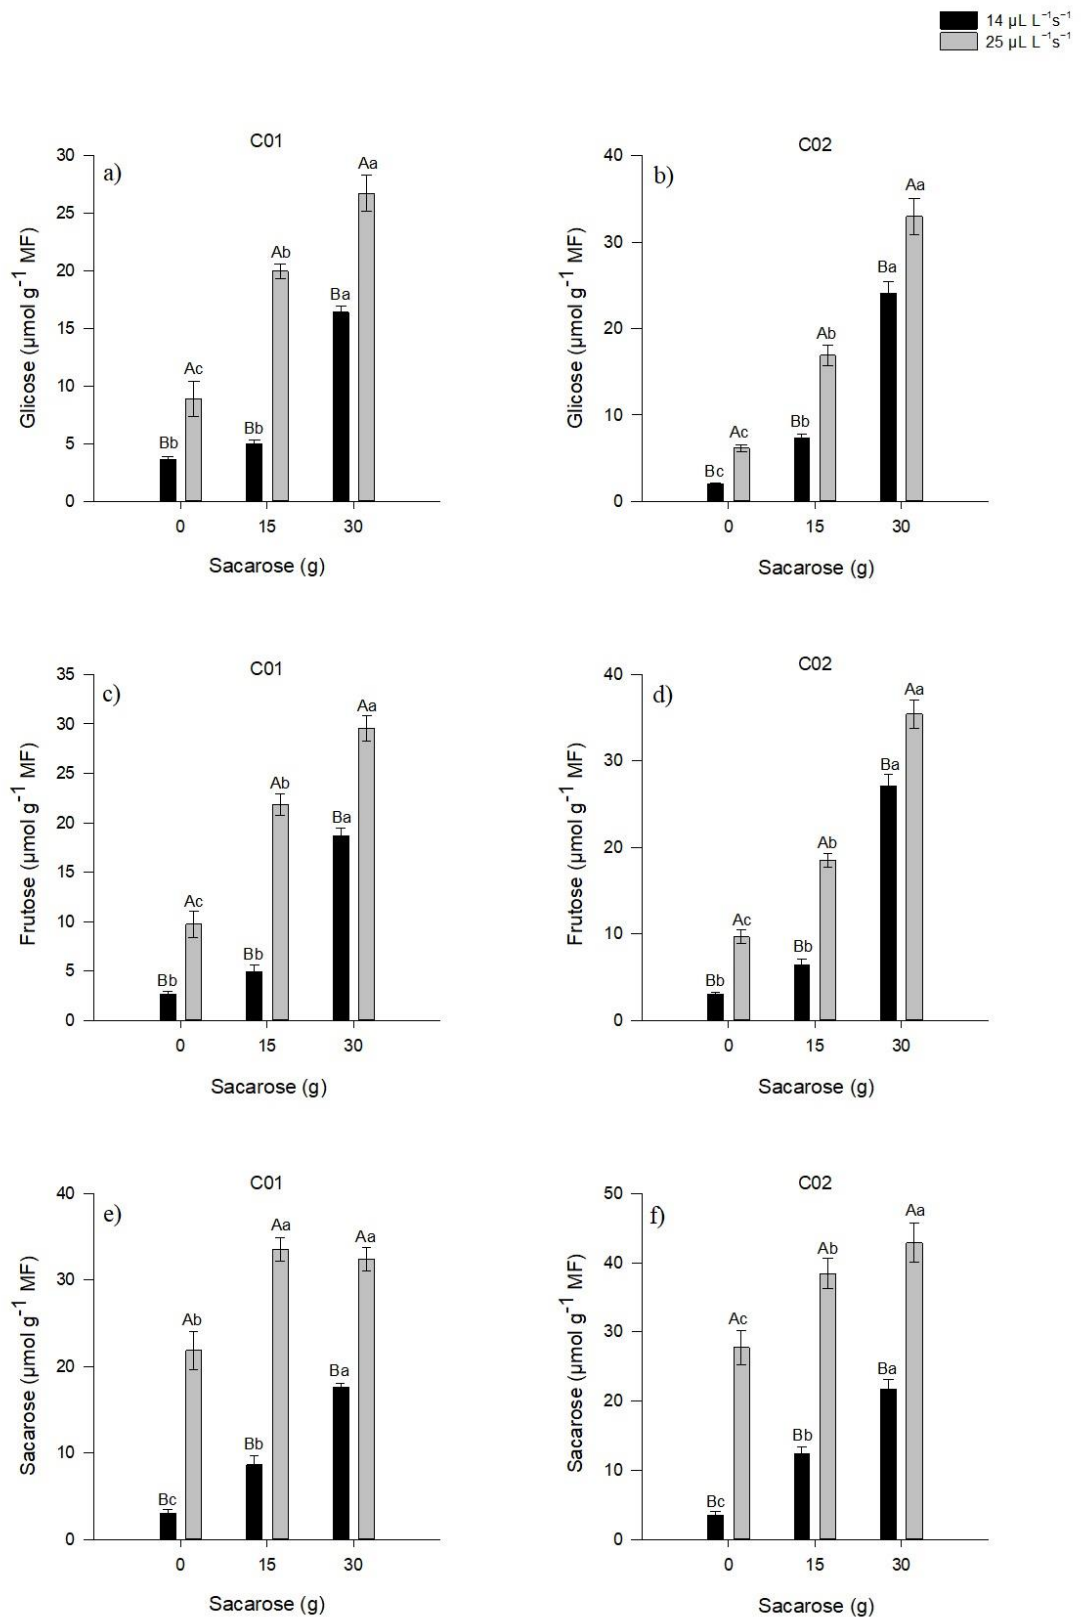 14 µL L⁻¹s⁻¹
25 µL L⁻¹s⁻¹
C01
a)
30
25
20
15
10
5
0
Glicose (µmol g⁻¹ MF)
Bb
Ac
Bb
Ab
Ba
Aa
0 15 30
Sacarose (g)
C02
b)
40
30
20
10
0
Glicose (µmol g⁻¹ MF)
Bc
Ac
Bb
Ab
Ba
Aa
0 15 30
Sacarose (g)
C01
c)
35
30
25
20
15
10
5
0
Frutose (µmol g⁻¹ MF)
Bb
Ac
Bb
Ab
Ba
Aa
0 15 30
Sacarose (g)
C02
d)
40
30
20
10
0
Frutose (µmol g⁻¹ MF)
Bb
Ac
Bb
Ab
Ba
Aa
0 15 30
Sacarose (g)
C01
e)
40
30
20
10
0
Sacarose (µmol g⁻¹ MF)
Bc
Ab
Bb
Aa
Ba
Aa
0 15 30
Sacarose (g)
C02
f)
50
40
30
20
10
0
Sacarose (µmol g⁻¹ MF)
Bc
Ac
Bb
Ab
Ba
Aa
0 15 30
Sacarose (g)